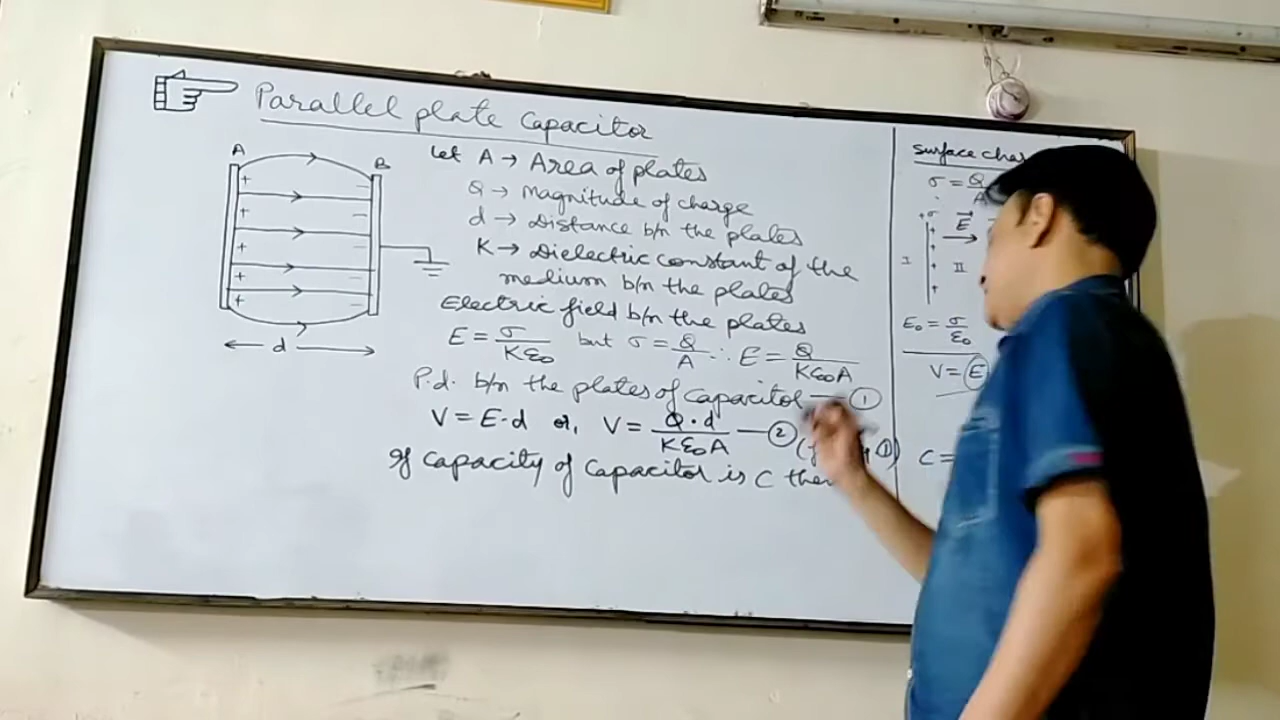 Parallel plate Capacitor
A
B
+ −
+ −
+ −
+ −
+
d
Let A → Area of plates
Q → Magnitude of charge
d → Distance b/n the plates
K → Dielectric constant of the
medium b/n the plates
Electric field b/n the plates
E = σ/Kε₀ but σ = Q/A ∴ E = Q/Kε₀A
P.d. b/n the plates of Capacitor — ①
V = E·d or, V = Q·d/Kε₀A — ②
If capacity of Capacitor is C then
Surface
σ = Q/A
+σ
E
I II
E₀ = σ/ε₀
V = E
C =